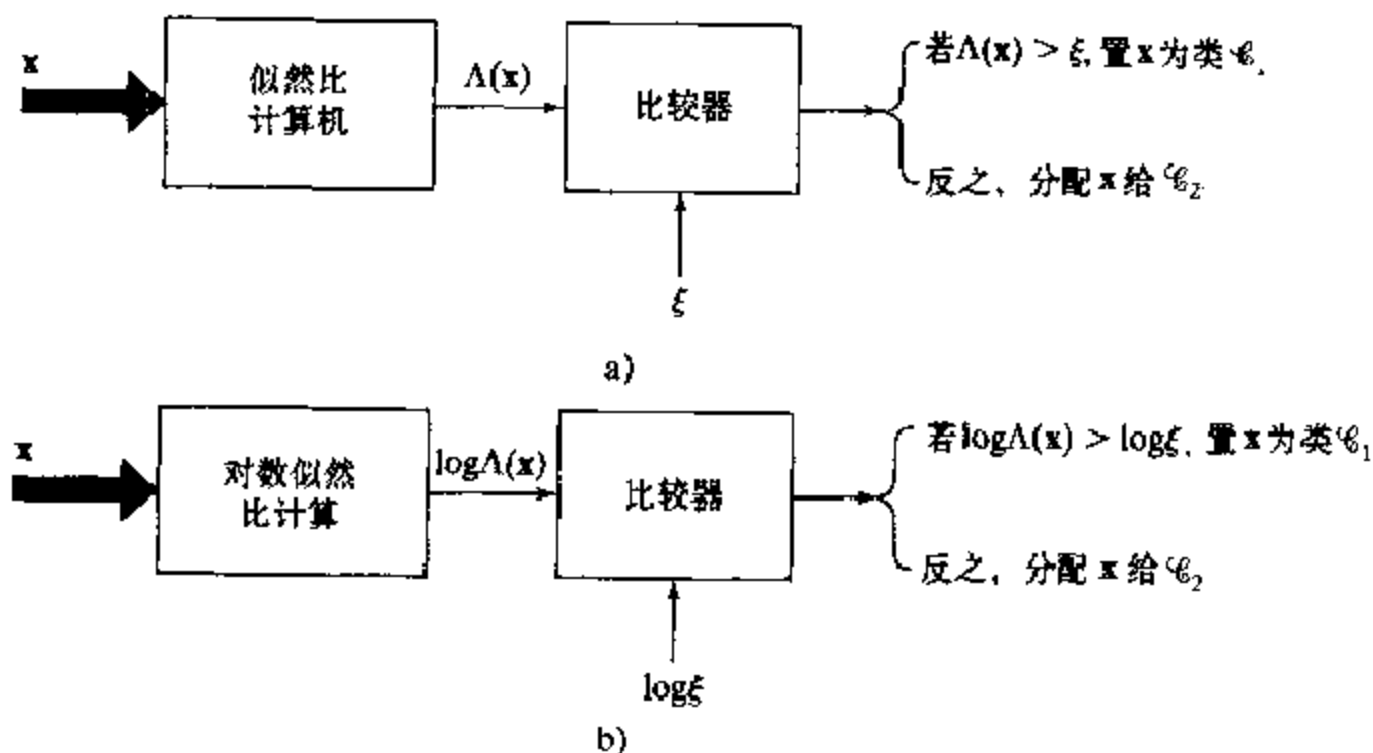 x
似然比
计算机
Λ(x)
比较器
若Λ(x) > ξ, 置x为类𝒞
反之、分配x给𝒞₂
ξ
a)
x
对数似然
比计算
logΛ(x)
比较器
若logΛ(x) > logξ, 置x为类𝒞₁
反之, 分配x给𝒞₂
logξ
b)